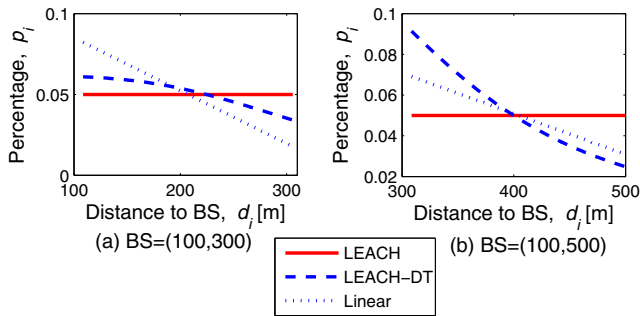 0.1
0.05
0
100
200
300
Percentage, p_i
Distance to BS, d_i [m]
(a) BS=(100,300)
0.1
0.08
0.06
0.04
0.02
300
400
500
Percentage, p_i
Distance to BS, d_i [m]
(b) BS=(100,500)
LEACH
LEACH−DT
Linear